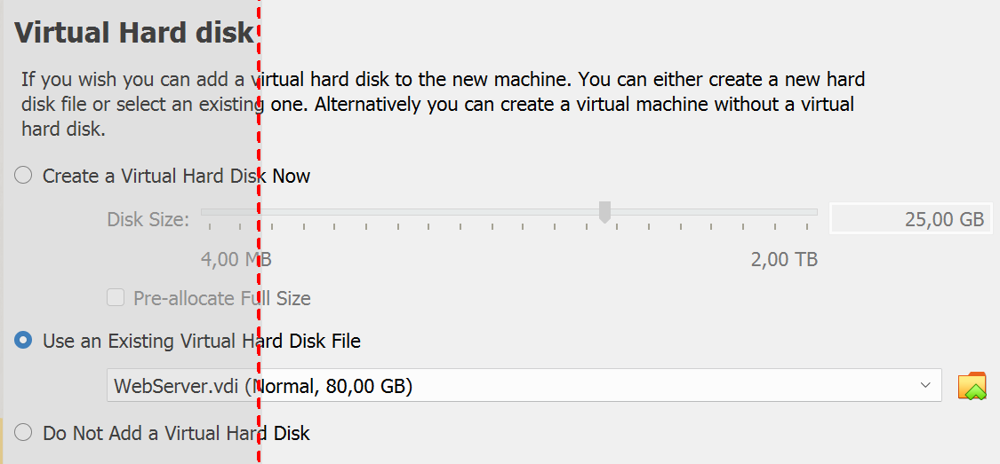 Virtual Hard disk
If you wish you can add a virtual hard disk to the new machine. You can either create a new hard
disk file or select an existing one. Alternatively you can create a virtual machine without a virtual
hard disk.
Create a Virtual Hard Disk Now
Disk Size: 25,00 GB
4,00 MB 2,00 TB
Pre-allocate Full Size
Use an Existing Virtual Hard Disk File
WebServer.vdi (Normal, 80,00 GB)
Do Not Add a Virtual Hard Disk